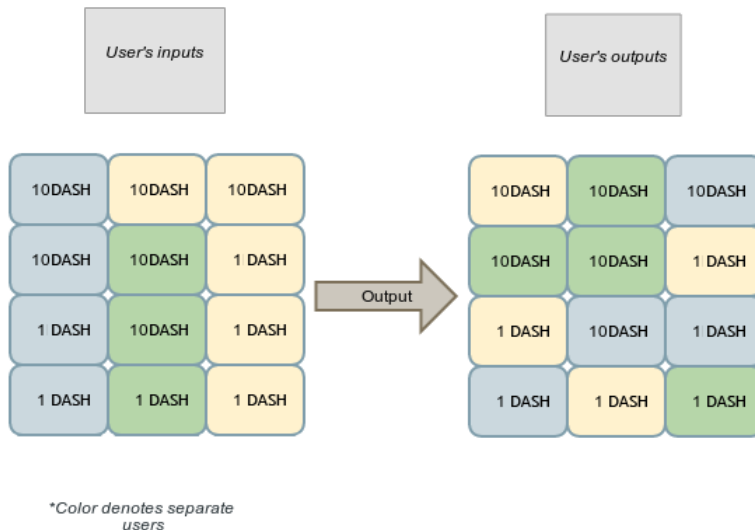 User's inputs
User's outputs
10DASH 10DASH 10DASH
10DASH 10DASH 1 DASH
1 DASH 10DASH 1 DASH
1 DASH 1 DASH 1 DASH
Output
10DASH 10DASH 10DASH
10DASH 10DASH 1 DASH
1 DASH 10DASH 1 DASH
1 DASH 1 DASH 1 DASH
*Color denotes separate
users